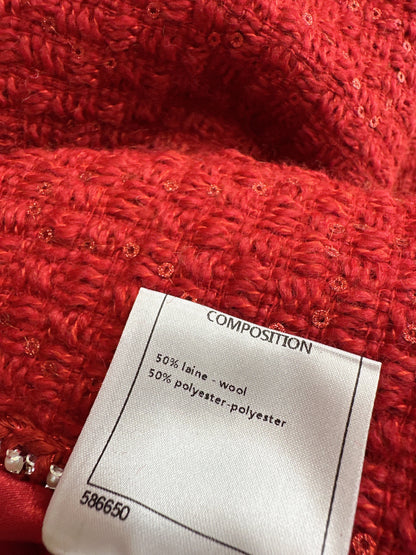 COMPOSITION
50% laine - wool
50% polyester-polyester
586650